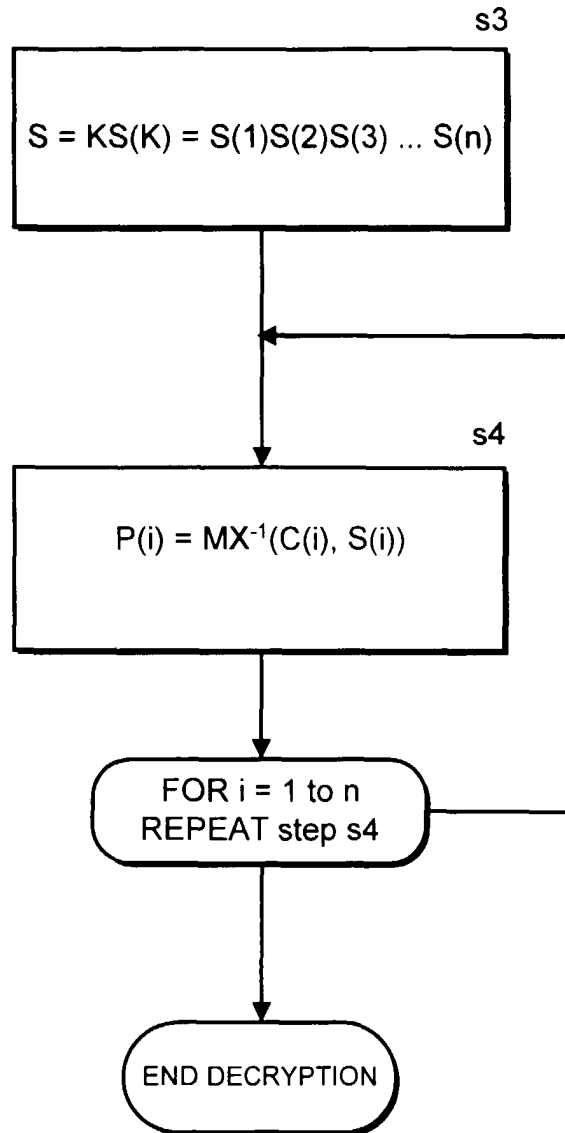 s3
S = KS(K) = S(1)S(2)S(3) ... S(n)
s4
P(i) = MX⁻¹(C(i), S(i))
FOR i = 1 to n
REPEAT step s4
END DECRYPTION